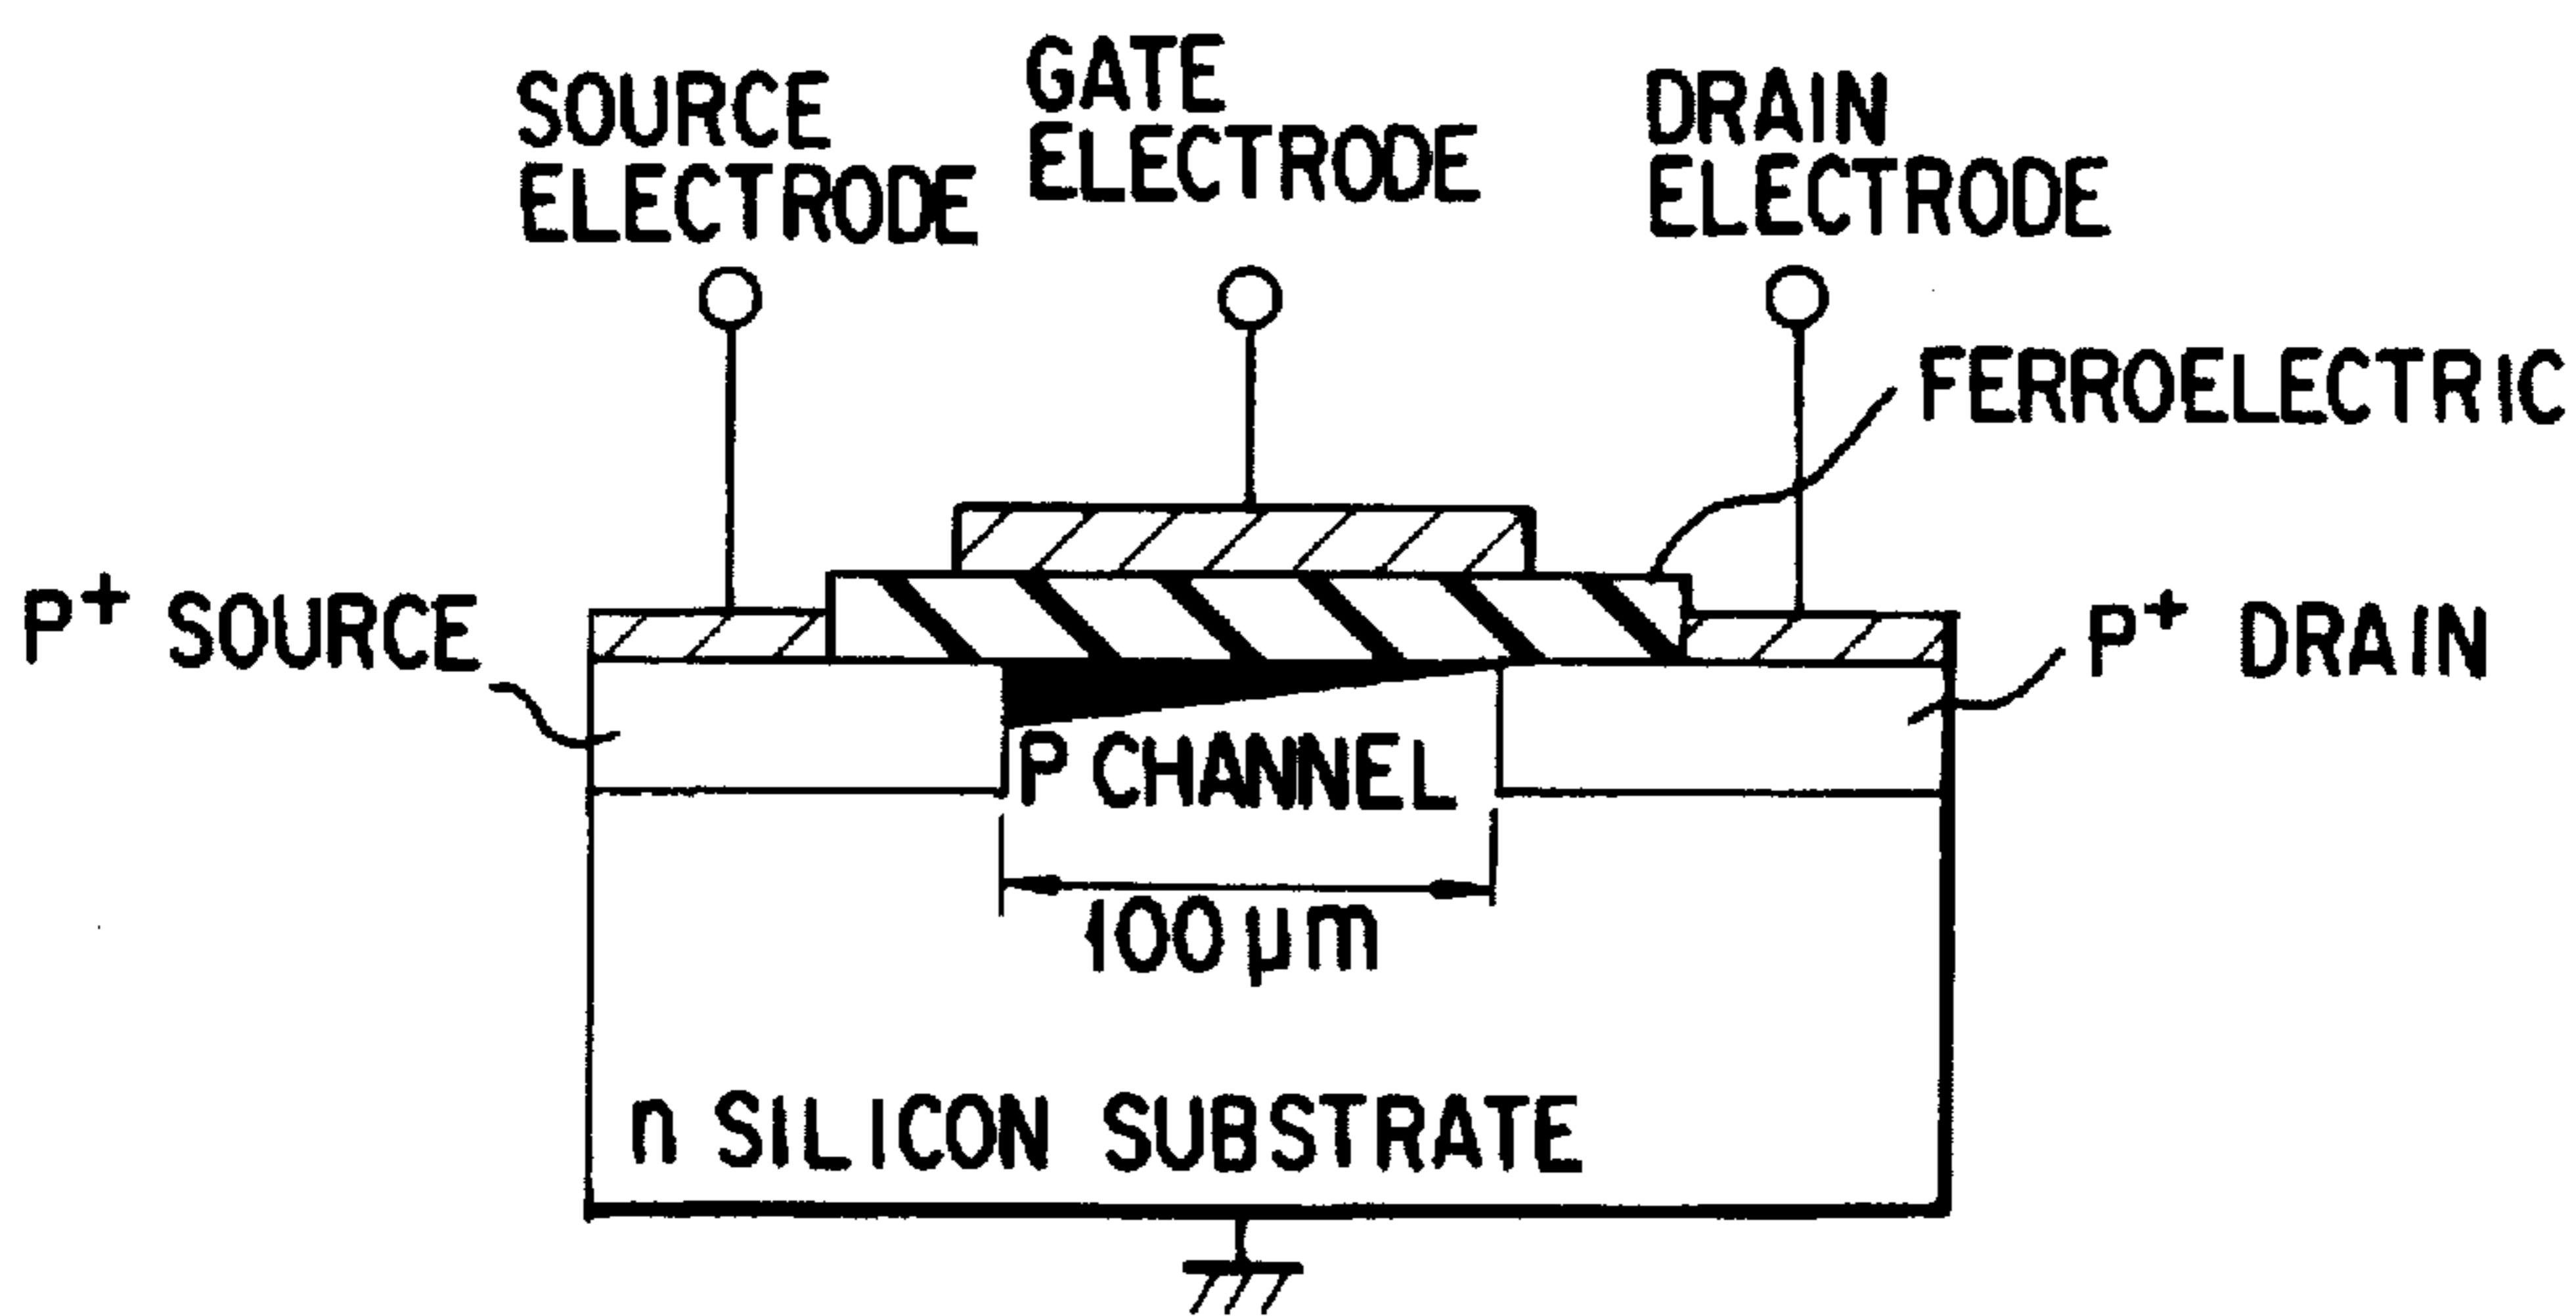 SOURCE
ELECTRODE
GATE
ELECTRODE
DRAIN
ELECTRODE
FERROELECTRIC
P⁺ SOURCE
P⁺ DRAIN
P CHANNEL
100 µm
n SILICON SUBSTRATE